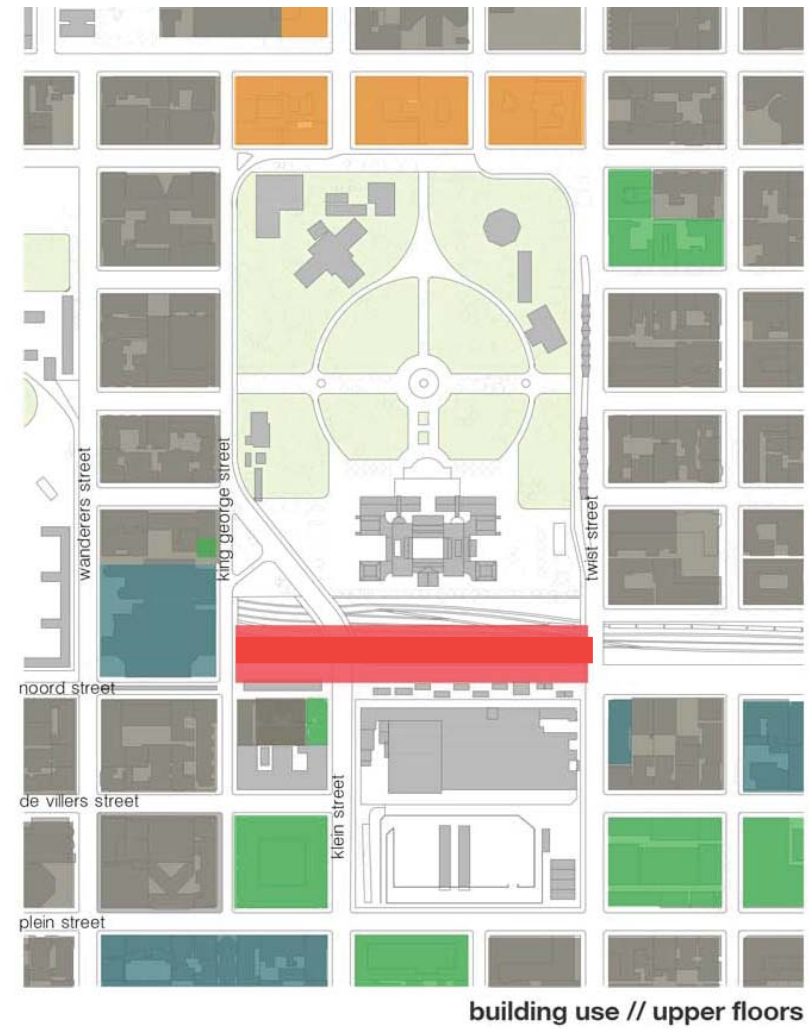 wanderers street
king george street
twist street
noord street
de villers street
klein street
plein street
building use // upper floors